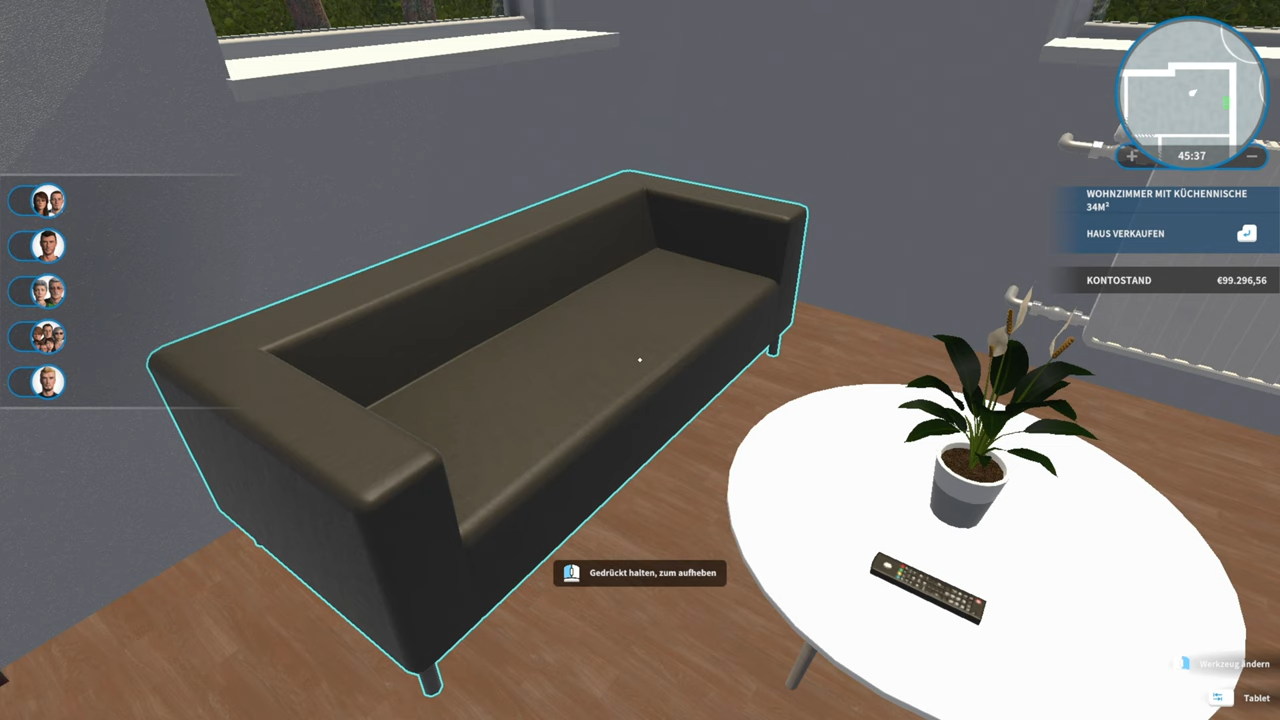 45:37
WOHNZIMMER MIT KÜCHENNISCHE
34M²
HAUS VERKAUFEN
KONTOSTAND €99.296,56
Gedrückt halten, zum aufheben
Werkzeug ändern
Tablet